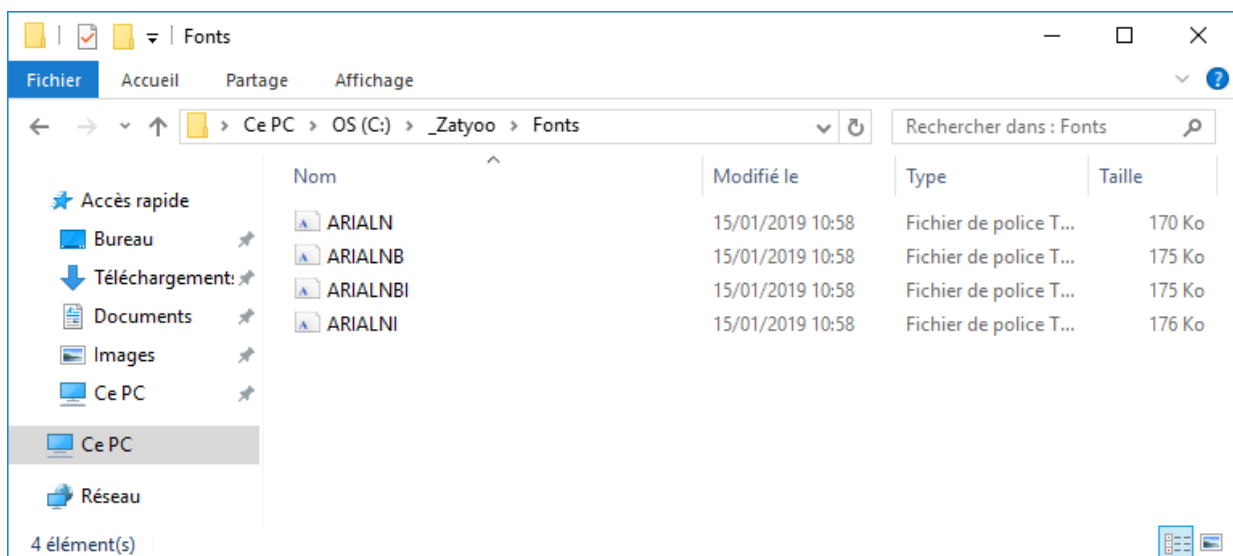 Fonts
Fichier Accueil Partage Affichage
Ce PC > OS (C:) > _Zatyoo > Fonts Rechercher dans : Fonts
Nom Modifié le Type Taille
Accès rapide
Bureau
Téléchargements
Documents
Images
Ce PC
Ce PC
Réseau
ARIALN 15/01/2019 10:58 Fichier de police T... 170 Ko
ARIALNB 15/01/2019 10:58 Fichier de police T... 175 Ko
ARIALNBI 15/01/2019 10:58 Fichier de police T... 175 Ko
ARIALNI 15/01/2019 10:58 Fichier de police T... 176 Ko
4 élément(s)